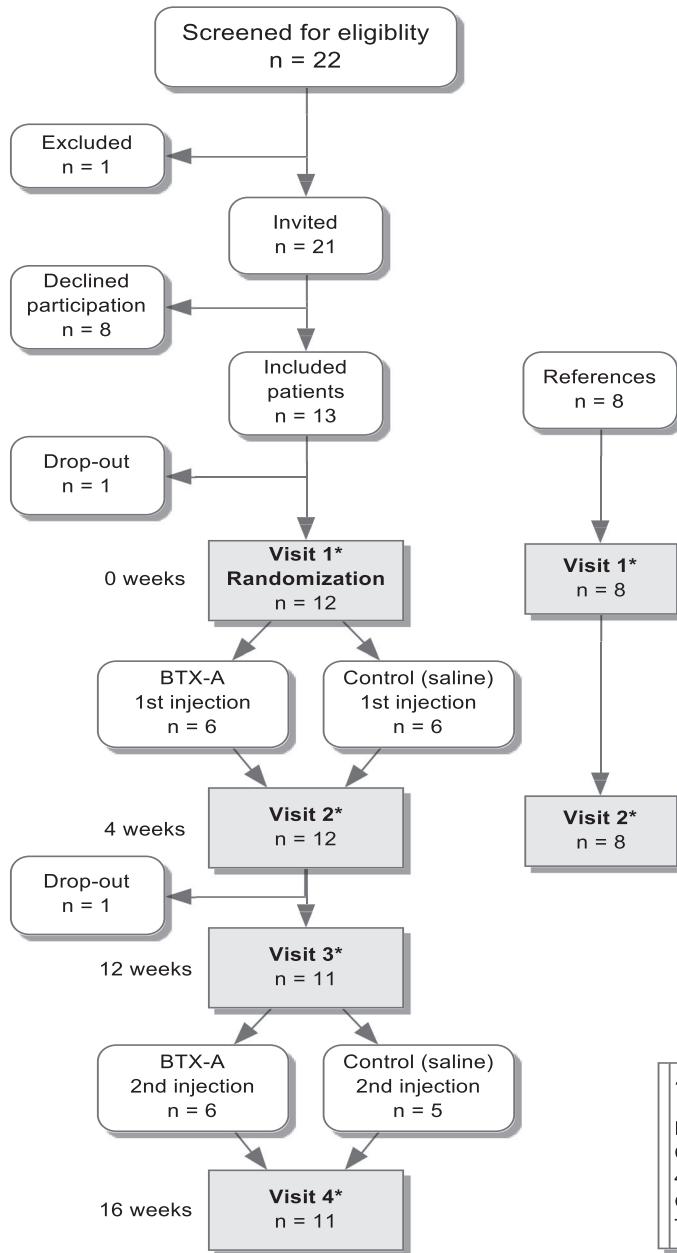 Screened for eligiblity
n = 22
Excluded
n = 1
Invited
n = 21
Declined
participation
n = 8
Included
patients
n = 13
References
n = 8
Drop-out
n = 1
0 weeks
Visit 1*
Randomization
n = 12
Visit 1*
n = 8
BTX-A
1st injection
n = 6
Control (saline)
1st injection
n = 6
4 weeks
Visit 2*
n = 12
Visit 2*
n = 8
Drop-out
n = 1
12 weeks
Visit 3*
n = 11
BTX-A
2nd injection
n = 6
Control (saline)
2nd injection
n = 5
16 weeks
Visit 4*
n = 11